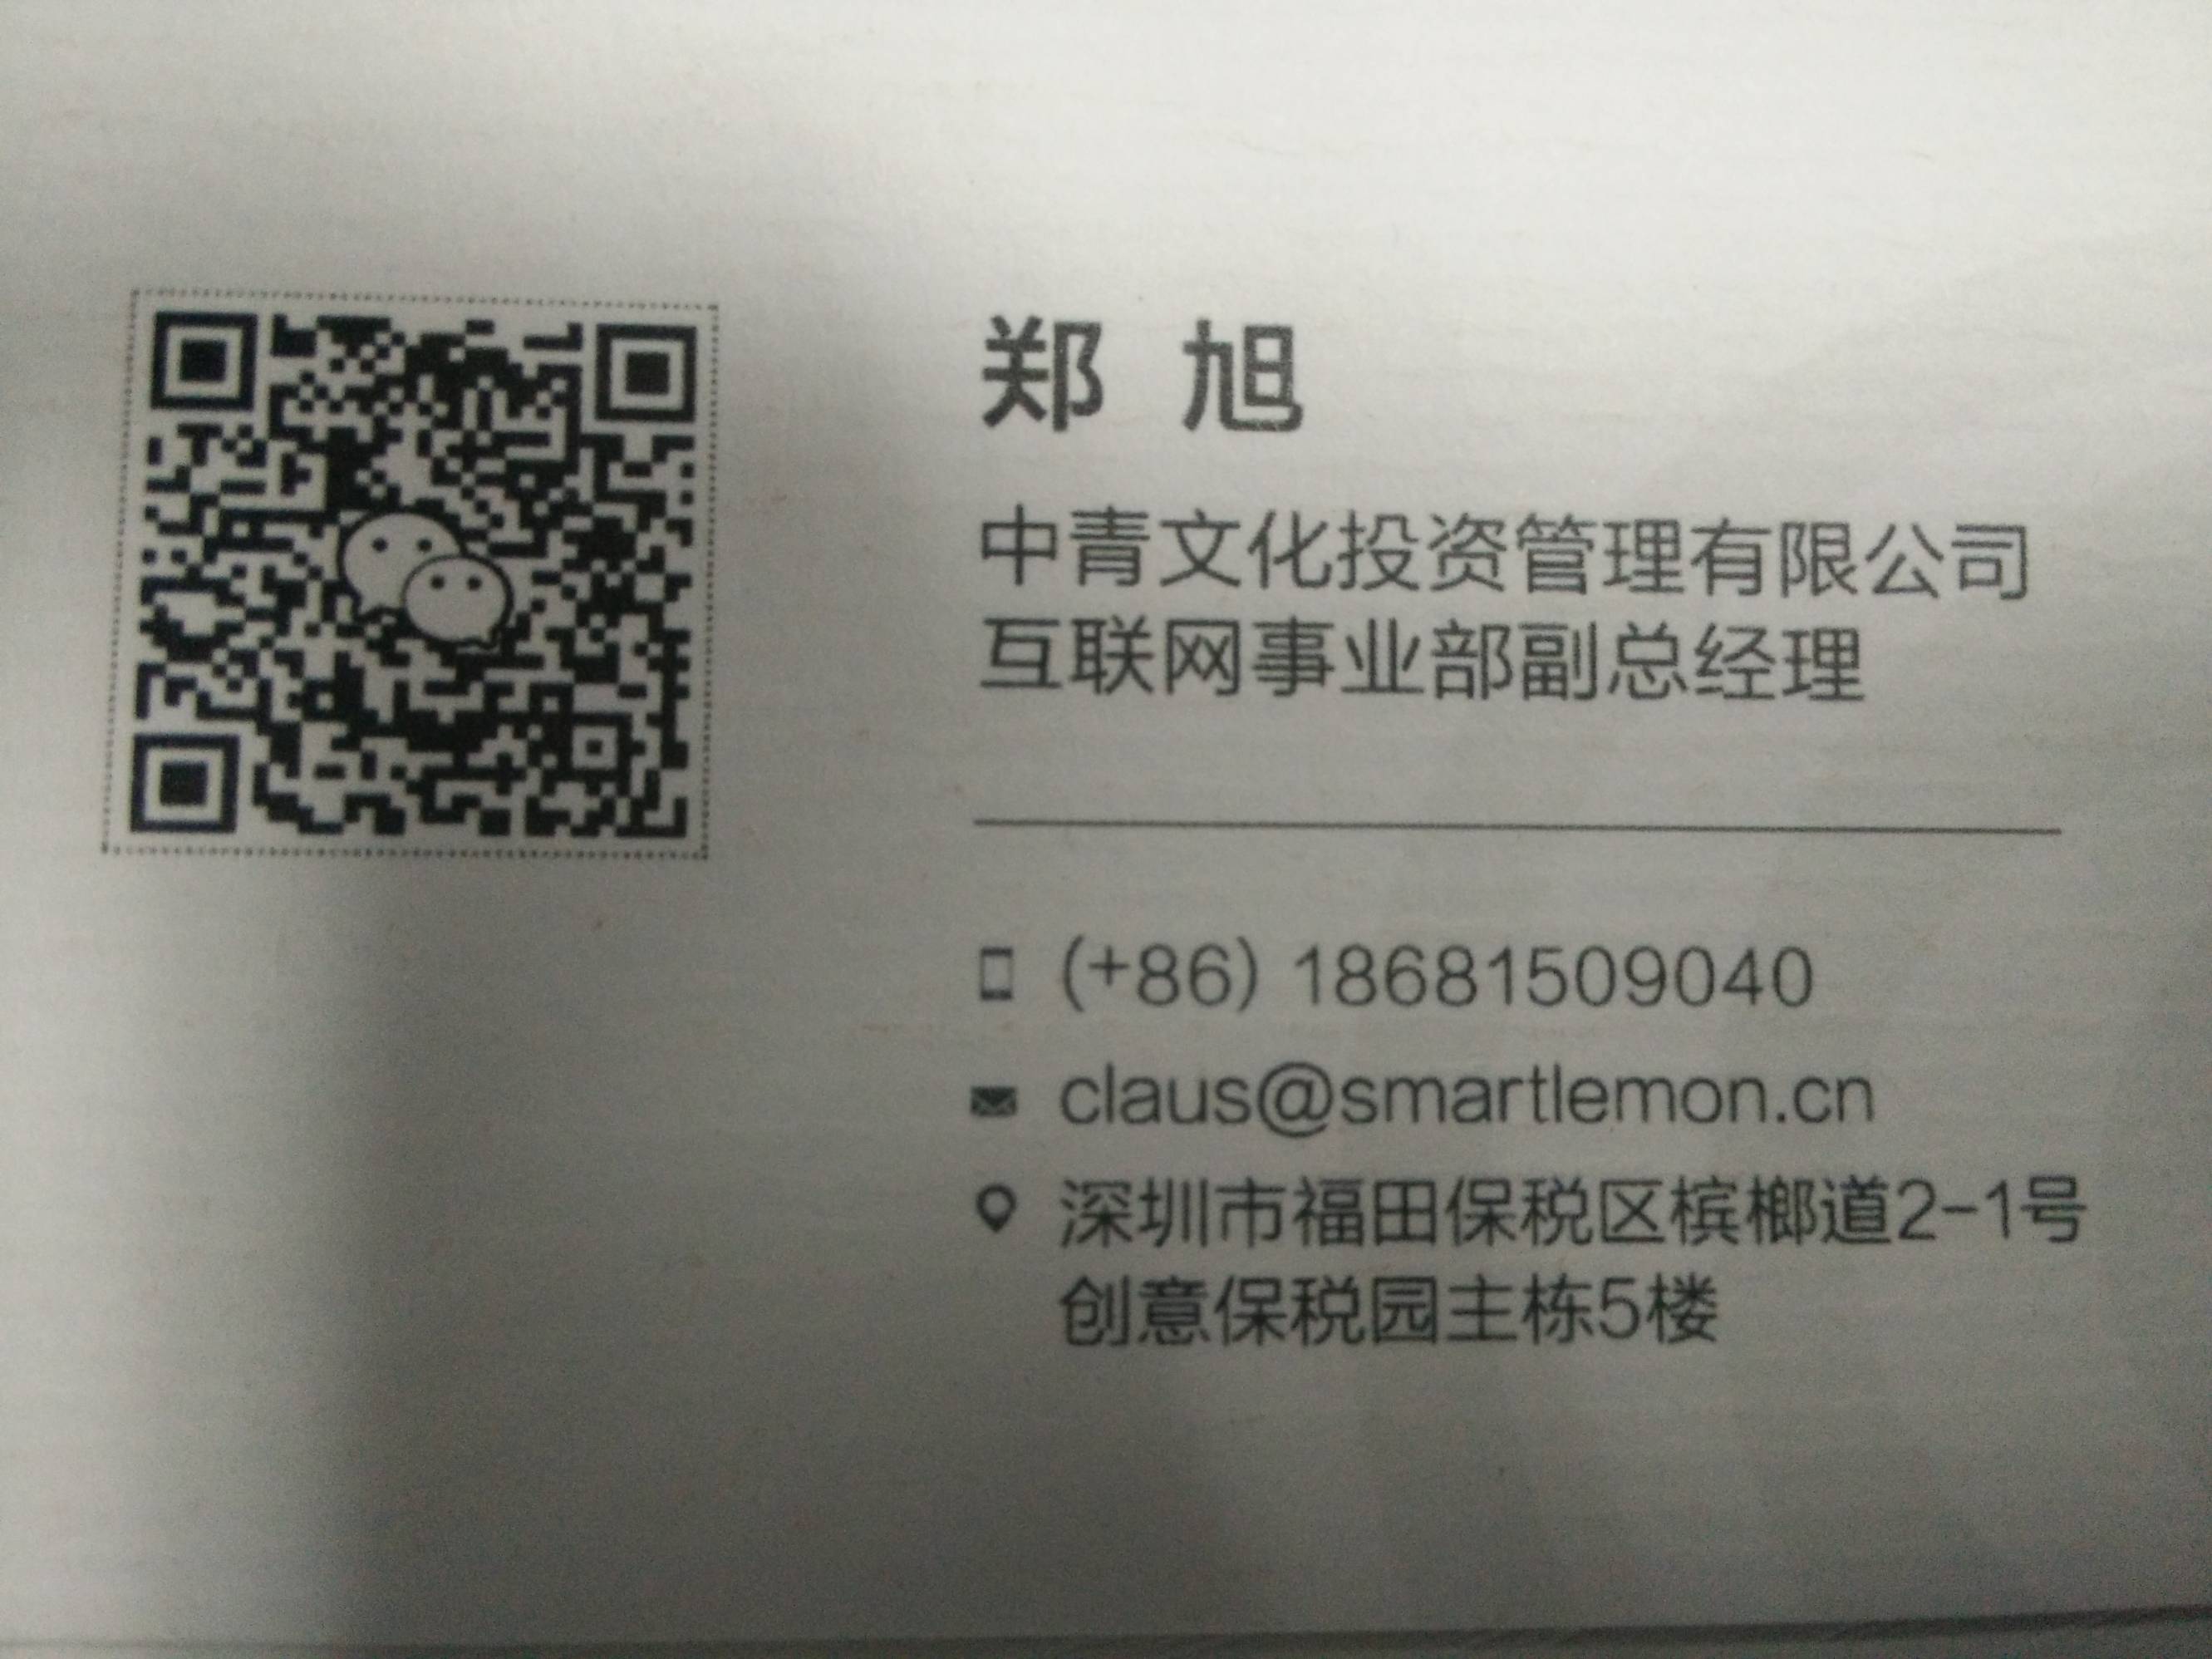 郑 旭
中青文化投资管理有限公司
互联网事业部副总经理
(+86) 18681509040
claus@smartlemon.cn
深圳市福田保税区槟榔道2-1号
创意保税园主栋5楼